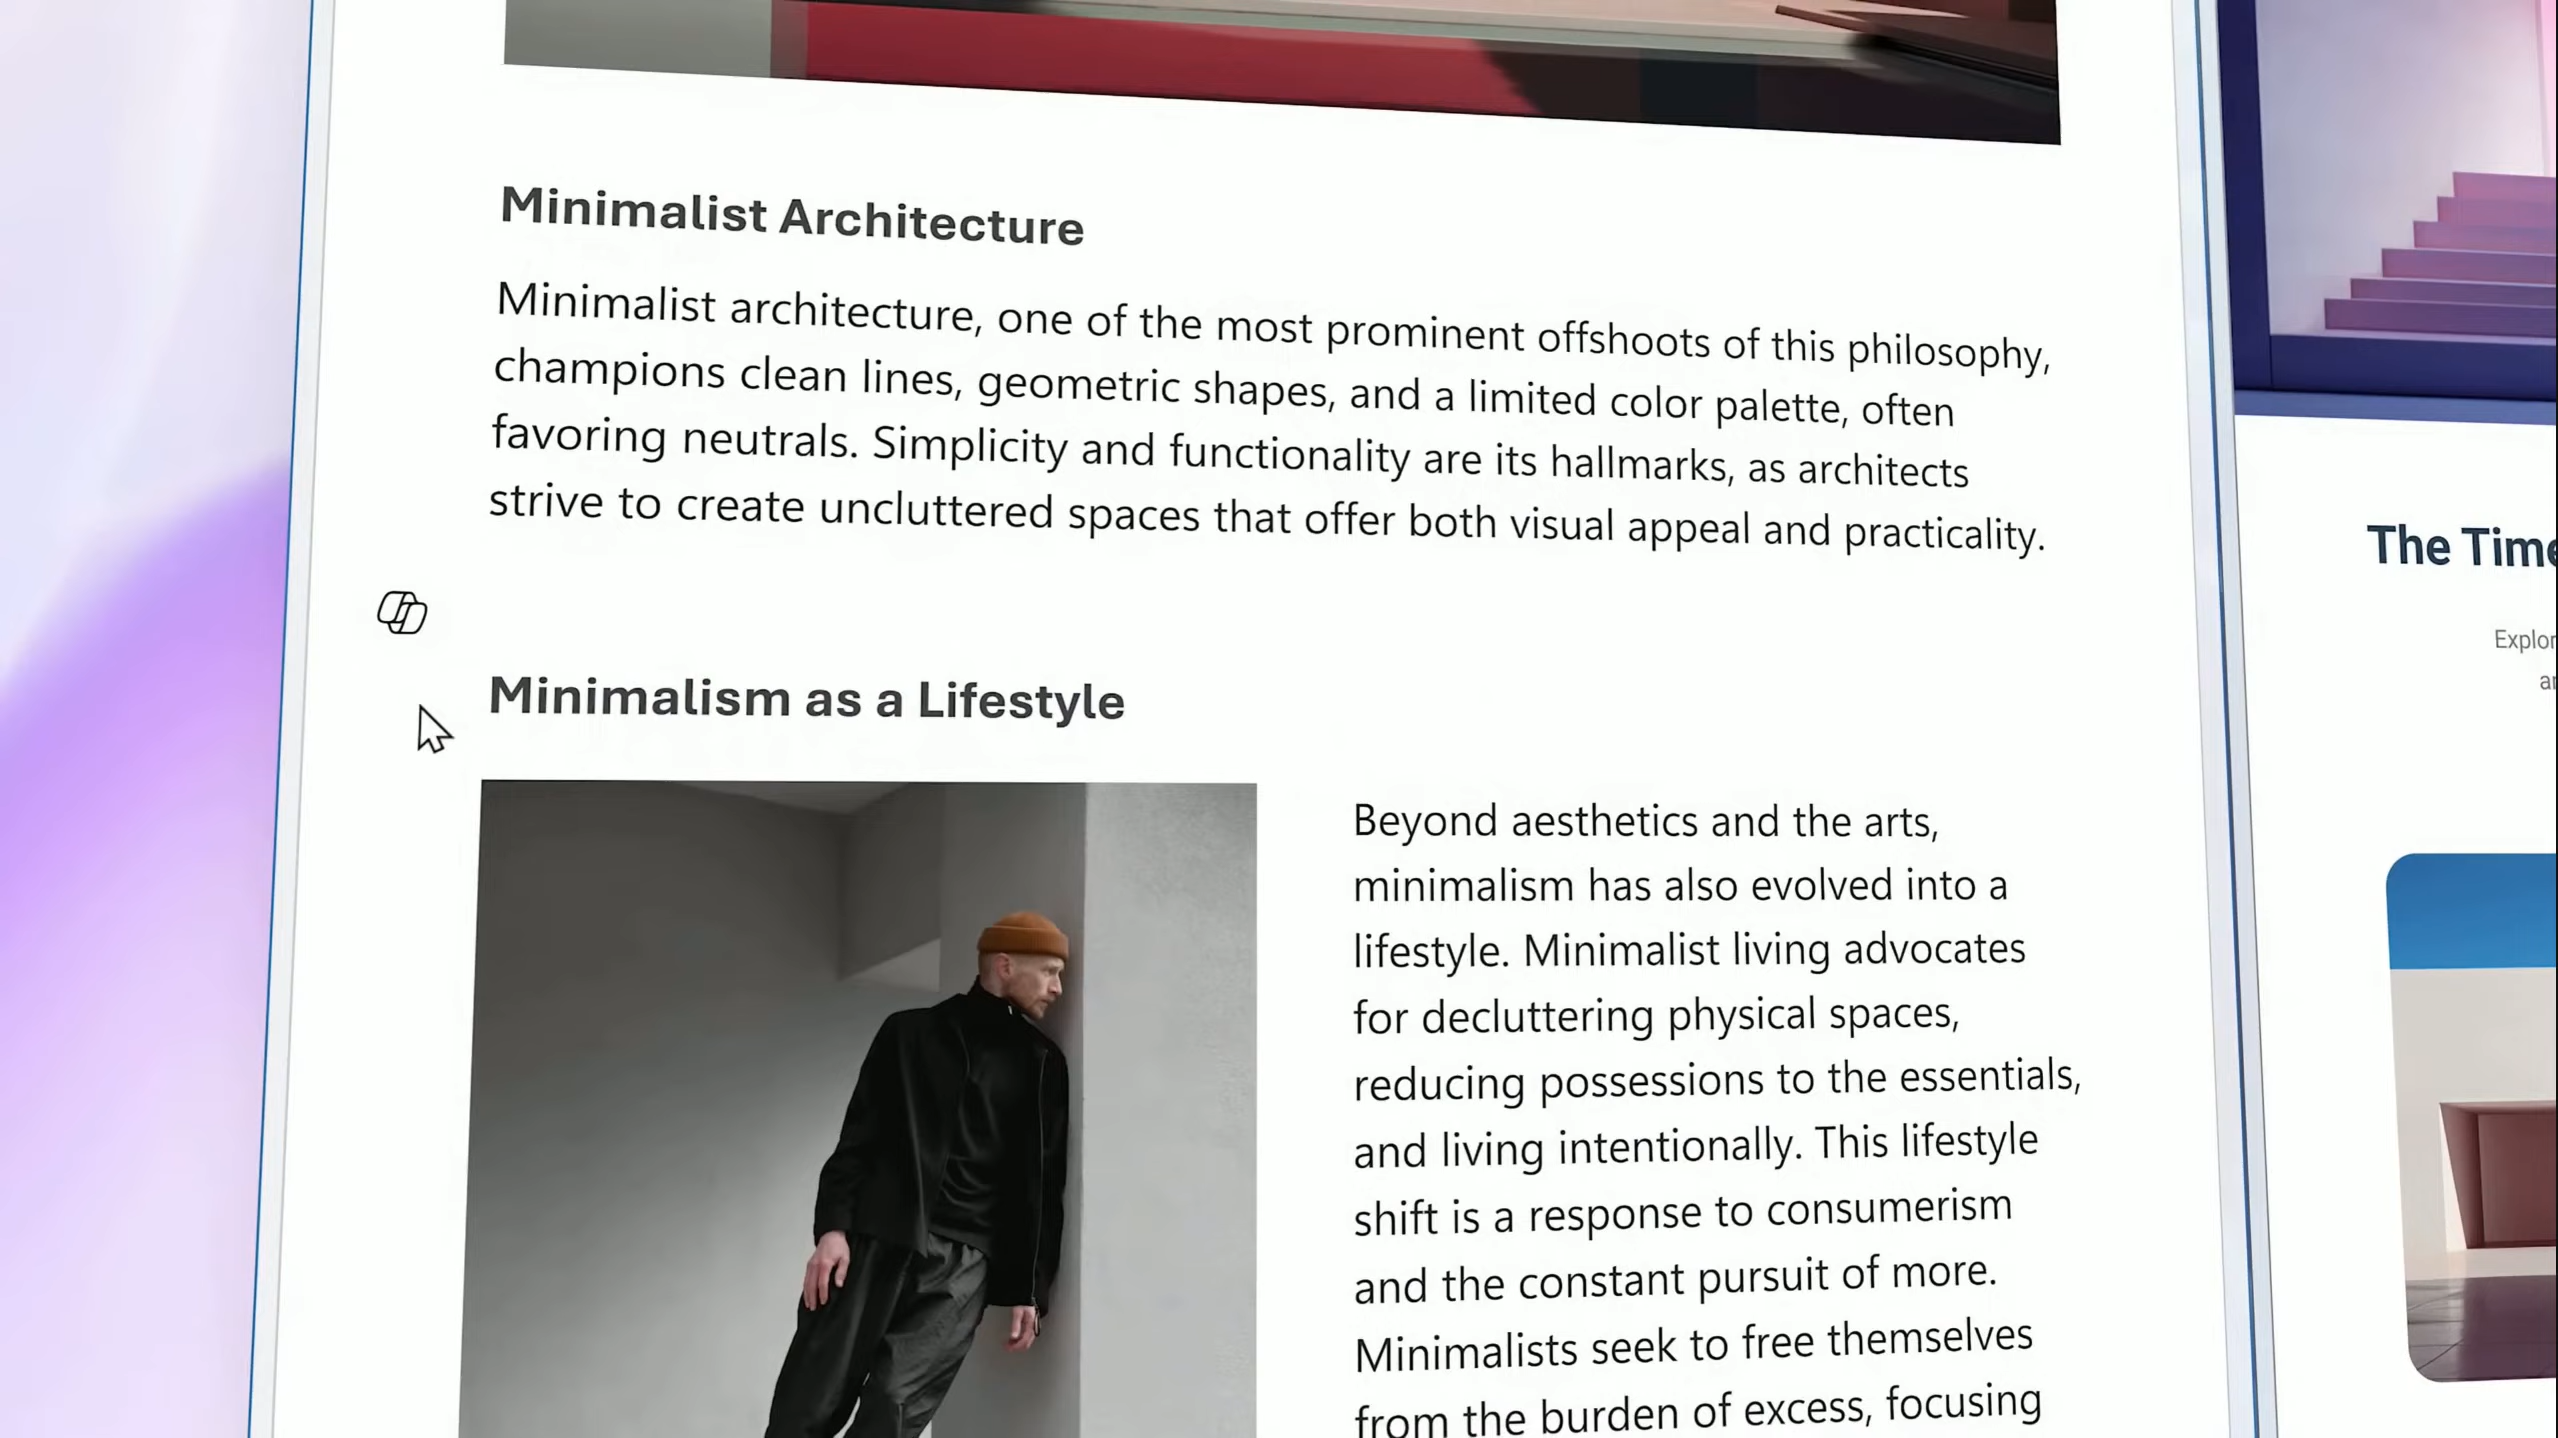 Minimalist Architecture
Minimalist architecture, one of the most prominent offshoots of this philosophy,
champions clean lines, geometric shapes, and a limited color palette, often
favoring neutrals. Simplicity and functionality are its hallmarks, as architects
strive to create uncluttered spaces that offer both visual appeal and practicality.
Minimalism as a Lifestyle
Beyond aesthetics and the arts,
minimalism has also evolved into a
lifestyle. Minimalist living advocates
for decluttering physical spaces,
reducing possessions to the essentials,
and living intentionally. This lifestyle
shift is a response to consumerism
and the constant pursuit of more.
Minimalists seek to free themselves
from the burden of excess, focusing
The